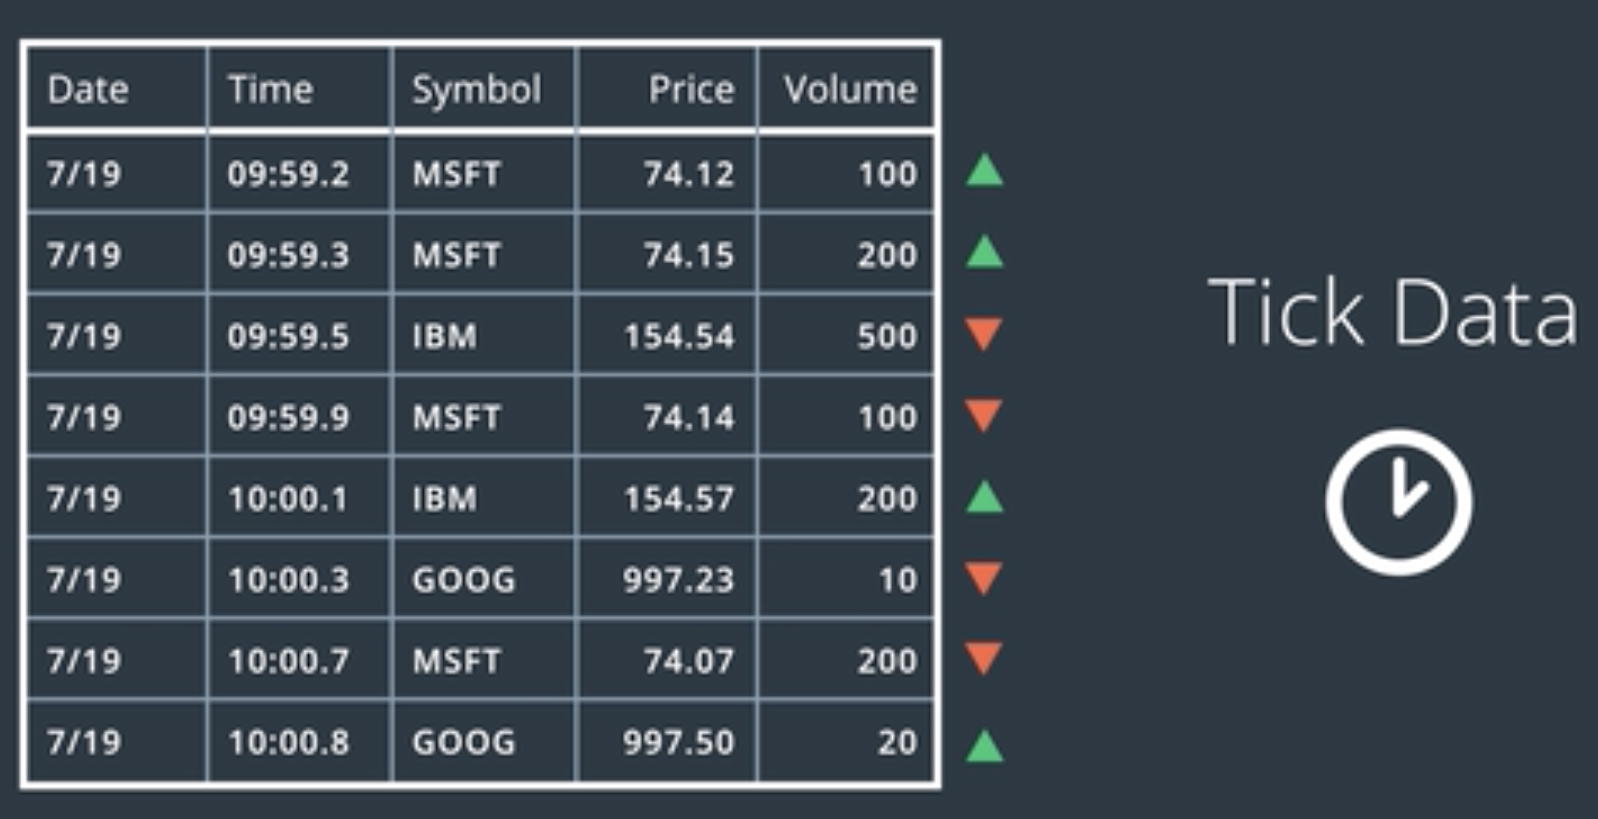 Date Time Symbol Price Volume
7/19 09:59.2 MSFT 74.12 100
7/19 09:59.3 MSFT 74.15 200
7/19 09:59.5 IBM 154.54 500
7/19 09:59.9 MSFT 74.14 100
7/19 10:00.1 IBM 154.57 200
7/19 10:00.3 GOOG 997.23 10
7/19 10:00.7 MSFT 74.07 200
7/19 10:00.8 GOOG 997.50 20
Tick Data